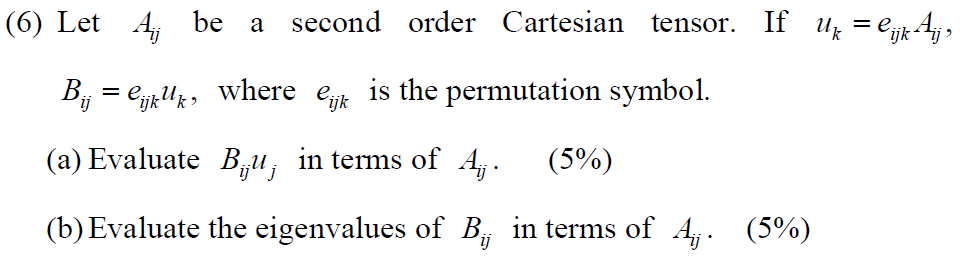 (6) Let A_{ij} be a second order Cartesian tensor. If u_k = e_{ijk} A_{ij},
B_{ij} = e_{ijk} u_k, where e_{ijk} is the permutation symbol.
(a) Evaluate B_{ij} u_j in terms of A_{ij}. (5%)
(b) Evaluate the eigenvalues of B_{ij} in terms of A_{ij}. (5%)